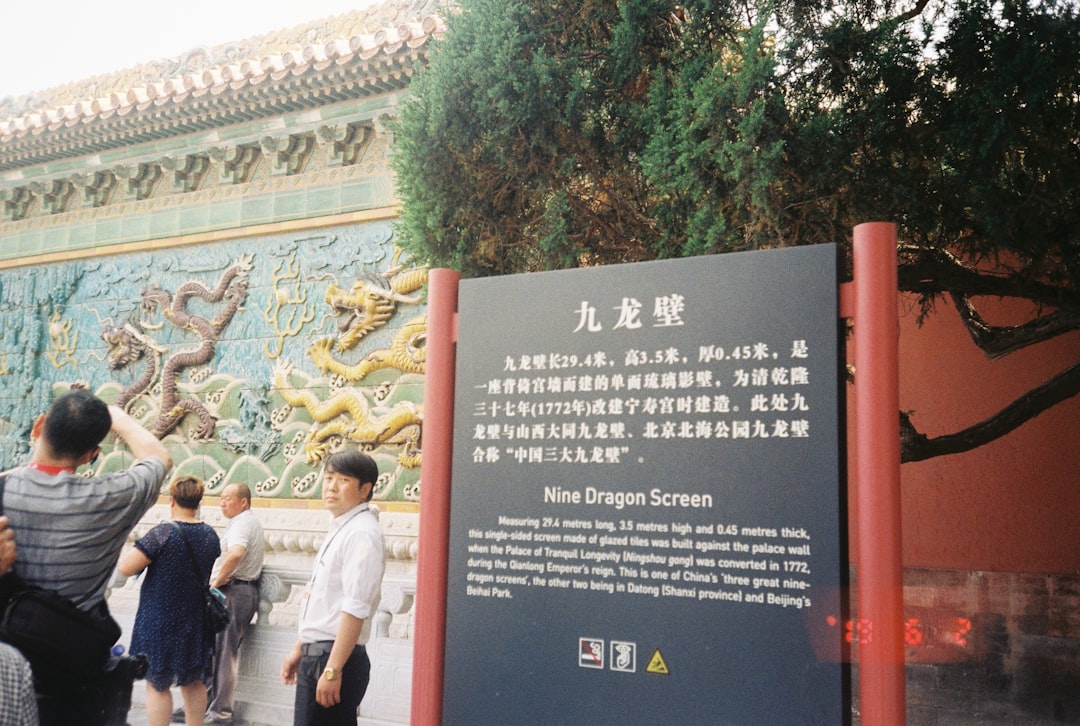 九龙壁
九龙壁长29.4米，高3.5米，厚0.45米，是
一座背倚宫墙而建的单面琉璃影壁，为清乾隆
三十七年(1772年)改建宁寿宫时建造。此处九
龙壁与山西大同九龙壁、北京北海公园九龙壁
合称“中国三大九龙壁”。
Nine Dragon Screen
Measuring 29.4 metres long, 3.5 metres high and 0.45 metres thick,
this single-sided screen made of glazed tiles was built against the palace wall
when the Palace of Tranquil Longevity (Ningshou gong) was converted in 1772,
during the Qianlong Emperor's reign. This is one of China's 'three great nine-
dragon screens', the other two being in Datong (Shanxi province) and Beijing's
Beihai Park.